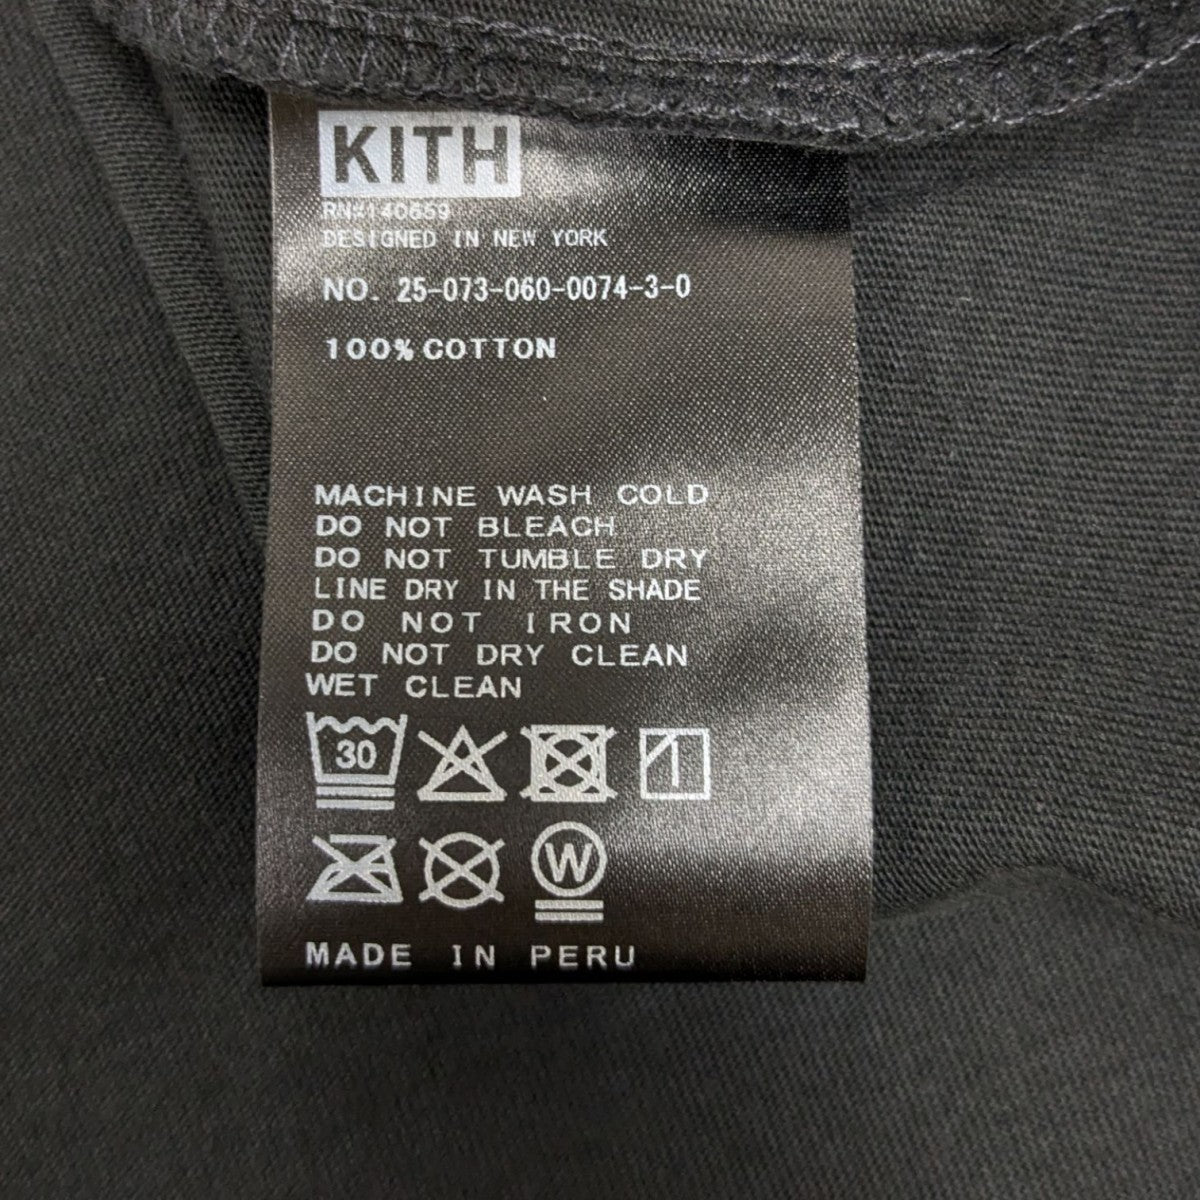 KITH
RN#140659
DESIGNED IN NEW YORK
NO. 25-073-060-0074-3-0
100% COTTON
MACHINE WASH COLD
DO NOT BLEACH
DO NOT TUMBLE DRY
LINE DRY IN THE SHADE
DO NOT IRON
DO NOT DRY CLEAN
WET CLEAN
30
W
MADE IN PERU